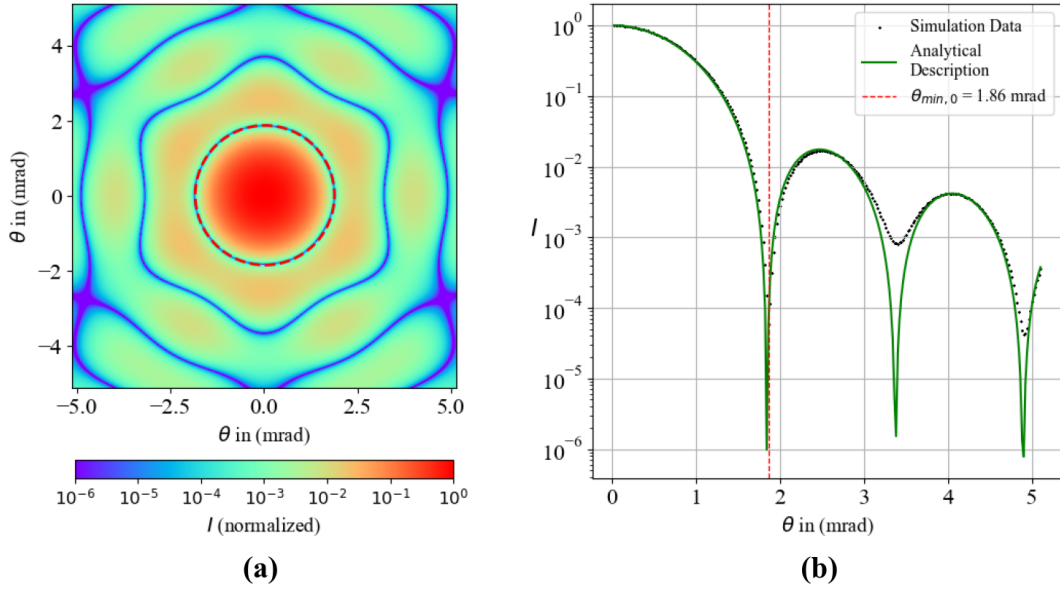 4
2
0
−2
−4
θ in (mrad)
−5.0 −2.5 0.0 2.5 5.0
θ in (mrad)
10⁻⁶ 10⁻⁵ 10⁻⁴ 10⁻³ 10⁻² 10⁻¹ 10⁰
I (normalized)
(a)
10⁰
10⁻¹
10⁻²
10⁻³
10⁻⁴
10⁻⁵
10⁻⁶
I
Simulation Data
Analytical
Description
θmin, 0 = 1.86 mrad
0 1 2 3 4 5
θ in (mrad)
(b)